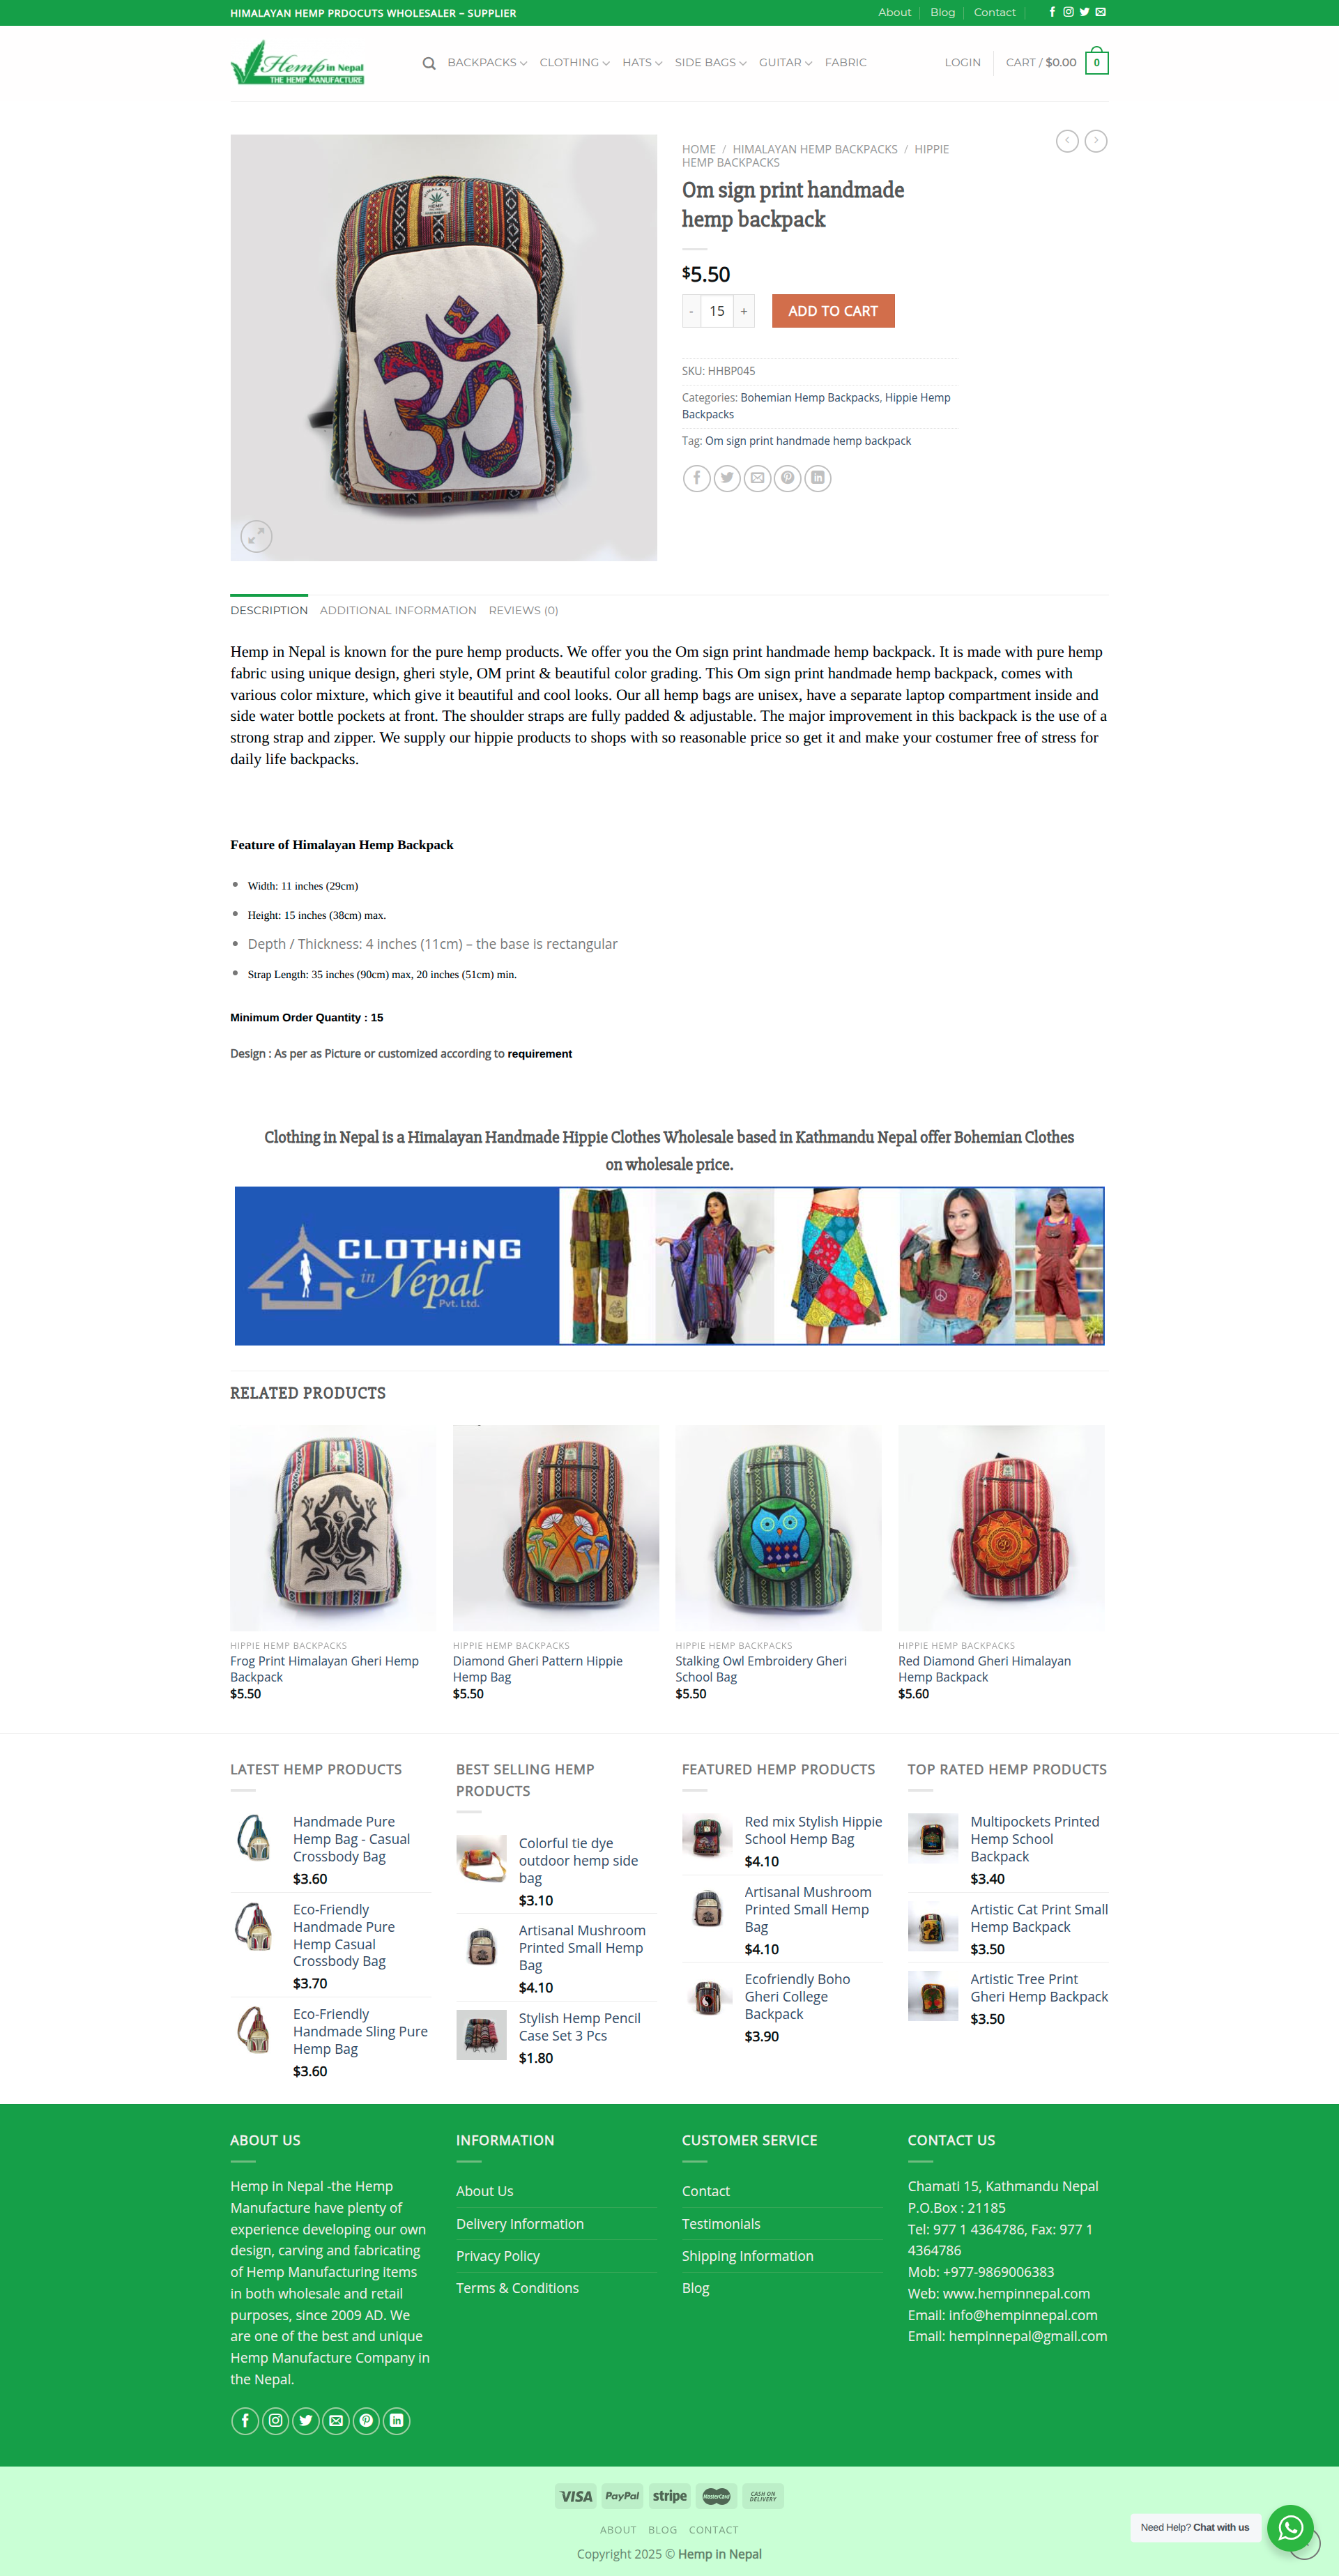 HIMALAYAN HEMP PRDOCUTS WHOLESALER – SUPPLIER
About
Blog
Contact
Hemp in Nepal
THE HEMP MANUFACTURE
BACKPACKS
CLOTHING
HATS
SIDE BAGS
GUITAR
FABRIC
LOGIN
CART / $0.00
0
HOME / HIMALAYAN HEMP BACKPACKS / HIPPIE
HEMP BACKPACKS
Om sign print handmade
hemp backpack
$5.50
- 15 +
ADD TO CART
SKU: HHBP045
Categories: Bohemian Hemp Backpacks, Hippie Hemp
Backpacks
Tag: Om sign print handmade hemp backpack
HEMP
DESCRIPTION
ADDITIONAL INFORMATION
REVIEWS (0)
Hemp in Nepal is known for the pure hemp products. We offer you the Om sign print handmade hemp backpack. It is made with pure hemp
fabric using unique design, gheri style, OM print & beautiful color grading. This Om sign print handmade hemp backpack, comes with
various color mixture, which give it beautiful and cool looks. Our all hemp bags are unisex, have a separate laptop compartment inside and
side water bottle pockets at front. The shoulder straps are fully padded & adjustable. The major improvement in this backpack is the use of a
strong strap and zipper. We supply our hippie products to shops with so reasonable price so get it and make your costumer free of stress for
daily life backpacks.
Feature of Himalayan Hemp Backpack
Width: 11 inches (29cm)
Height: 15 inches (38cm) max.
Depth / Thickness: 4 inches (11cm) – the base is rectangular
Strap Length: 35 inches (90cm) max, 20 inches (51cm) min.
Minimum Order Quantity : 15
Design : As per as Picture or customized according to requirement
Clothing in Nepal is a Himalayan Handmade Hippie Clothes Wholesale based in Kathmandu Nepal offer Bohemian Clothes
on wholesale price.
CLOTHiNG
in Nepal
Pvt. Ltd.
RELATED PRODUCTS
HIPPIE HEMP BACKPACKS
Frog Print Himalayan Gheri Hemp
Backpack
$5.50
HIPPIE HEMP BACKPACKS
Diamond Gheri Pattern Hippie
Hemp Bag
$5.50
HIPPIE HEMP BACKPACKS
Stalking Owl Embroidery Gheri
School Bag
$5.50
HIPPIE HEMP BACKPACKS
Red Diamond Gheri Himalayan
Hemp Backpack
$5.60
LATEST HEMP PRODUCTS
Handmade Pure
Hemp Bag - Casual
Crossbody Bag
$3.60
Eco-Friendly
Handmade Pure
Hemp Casual
Crossbody Bag
$3.70
Eco-Friendly
Handmade Sling Pure
Hemp Bag
$3.60
BEST SELLING HEMP
PRODUCTS
Colorful tie dye
outdoor hemp side
bag
$3.10
Artisanal Mushroom
Printed Small Hemp
Bag
$4.10
Stylish Hemp Pencil
Case Set 3 Pcs
$1.80
FEATURED HEMP PRODUCTS
Red mix Stylish Hippie
School Hemp Bag
$4.10
Artisanal Mushroom
Printed Small Hemp
Bag
$4.10
Ecofriendly Boho
Gheri College
Backpack
$3.90
TOP RATED HEMP PRODUCTS
Multipockets Printed
Hemp School
Backpack
$3.40
Artistic Cat Print Small
Hemp Backpack
$3.50
Artistic Tree Print
Gheri Hemp Backpack
$3.50
ABOUT US
Hemp in Nepal -the Hemp
Manufacture have plenty of
experience developing our own
design, carving and fabricating
of Hemp Manufacturing items
in both wholesale and retail
purposes, since 2009 AD. We
are one of the best and unique
Hemp Manufacture Company in
the Nepal.
INFORMATION
About Us
Delivery Information
Privacy Policy
Terms & Conditions
CUSTOMER SERVICE
Contact
Testimonials
Shipping Information
Blog
CONTACT US
Chamati 15, Kathmandu Nepal
P.O.Box : 21185
Tel: 977 1 4364786, Fax: 977 1
4364786
Mob: +977-9869006383
Web: www.hempinnepal.com
Email: info@hempinnepal.com
Email: hempinnepal@gmail.com
VISA
PayPal
stripe
MasterCard
CASH ON
DELIVERY
ABOUT
BLOG
CONTACT
Copyright 2025 © Hemp in Nepal
Need Help? Chat with us